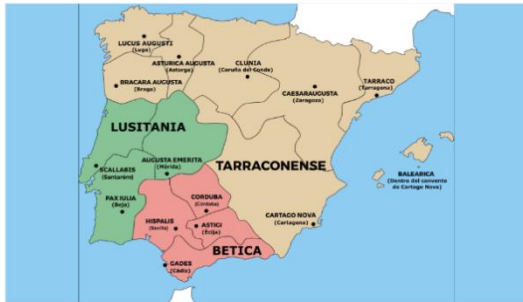 LUCUS AUGUSTI
(Lugo)
ASTURICA AUGUSTA
(Astorga)
CLUNIA
(Coruña del Conde)
BRACARA AUGUSTA
(Braga)
CAESARAUGUSTA
(Zaragoza)
TARRACO
(Tarragona)
LUSITANIA
SCALLABIS
(Santarém)
AUGUSTA EMERITA
(Mérida)
TARRACONENSE
BALEARICA
(Dentro del convento
de Cartago Nova)
PAX IULIA
(Beja)
CORDUBA
(Córdoba)
HISPALIS
(Sevilla)
ASTIGI
(Écija)
CARTAGO NOVA
(Cartagena)
BETICA
GADES
(Cádiz)